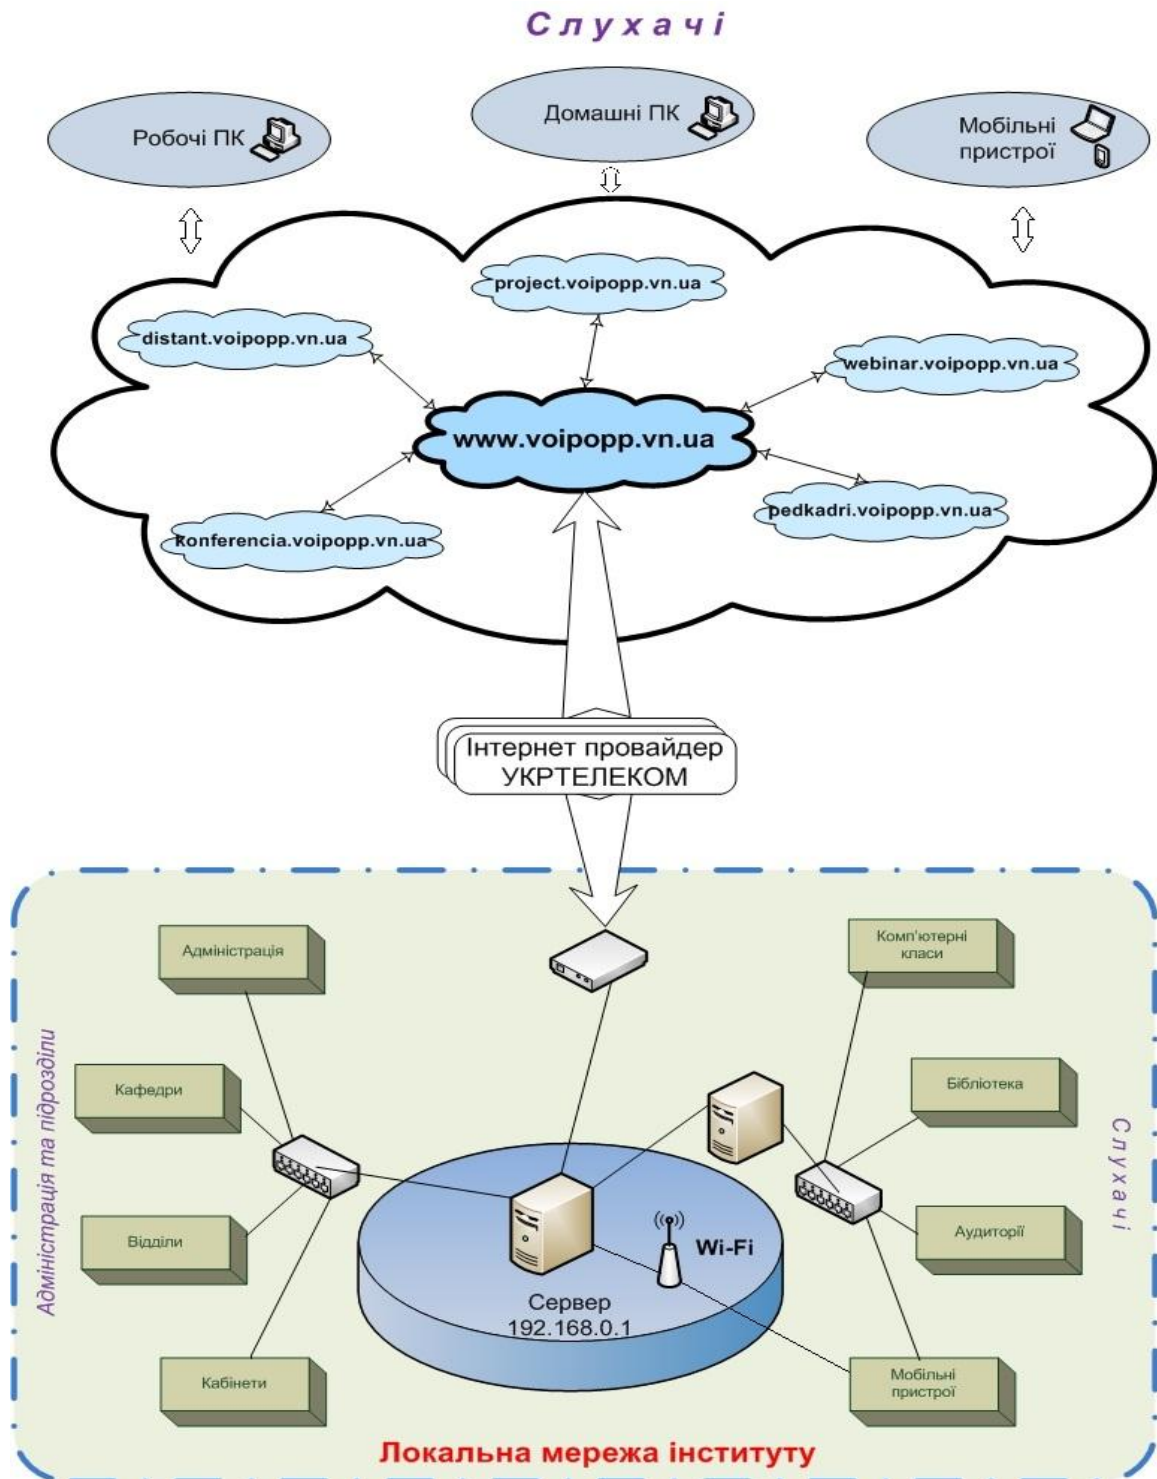 Слухачі
Робочі ПК
Домашні ПК
Мобільні
пристрої
project.voipopp.vn.ua
distant.voipopp.vn.ua
webinar.voipopp.vn.ua
www.voipopp.vn.ua
konferencia.voipopp.vn.ua
pedkadri.voipopp.vn.ua
Інтернет провайдер
УКРТЕЛЕКОМ
Адміністрація та підрозділи
Адміністрація
Кафедри
Відділи
Кабінети
Сервер
192.168.0.1
Wi-Fi
Комп'ютерні
класи
Бібліотека
Аудиторії
Мобільні
пристрої
Слухачі
Локальна мережа інституту